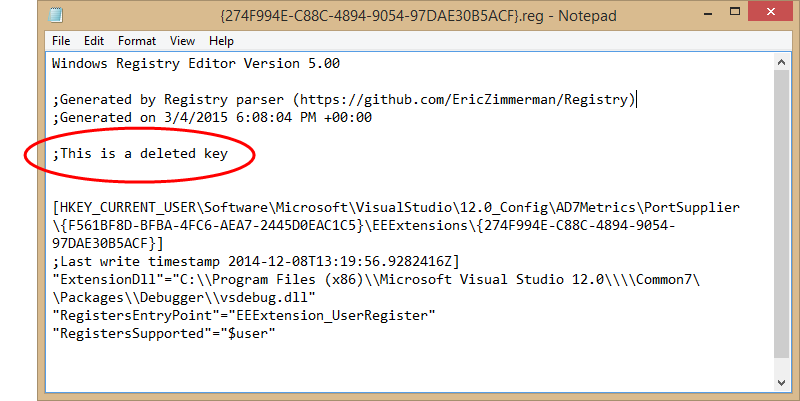 {274F994E-C88C-4894-9054-97DAE30B5ACF}.reg - Notepad
File Edit Format View Help
Windows Registry Editor Version 5.00
;Generated by Registry parser (https://github.com/EricZimmerman/Registry)
;Generated on 3/4/2015 6:08:04 PM +00:00
;This is a deleted key
[HKEY_CURRENT_USER\Software\Microsoft\VisualStudio\12.0_Config\AD7Metrics\PortSupplier
\{F561BF8D-BFBA-4FC6-AEA7-2445D0EAC1C5}\EEExtensions\{274F994E-C88C-4894-9054-
97DAE30B5ACF}]
;Last write timestamp 2014-12-08T13:19:56.9282416Z]
"ExtensionDll"="C:\\Program Files (x86)\\Microsoft Visual Studio 12.0\\\\Common7\
\Packages\\Debugger\\vsdebug.dll"
"RegistersEntryPoint"="EEExtension_UserRegister"
"RegistersSupported"="$user"